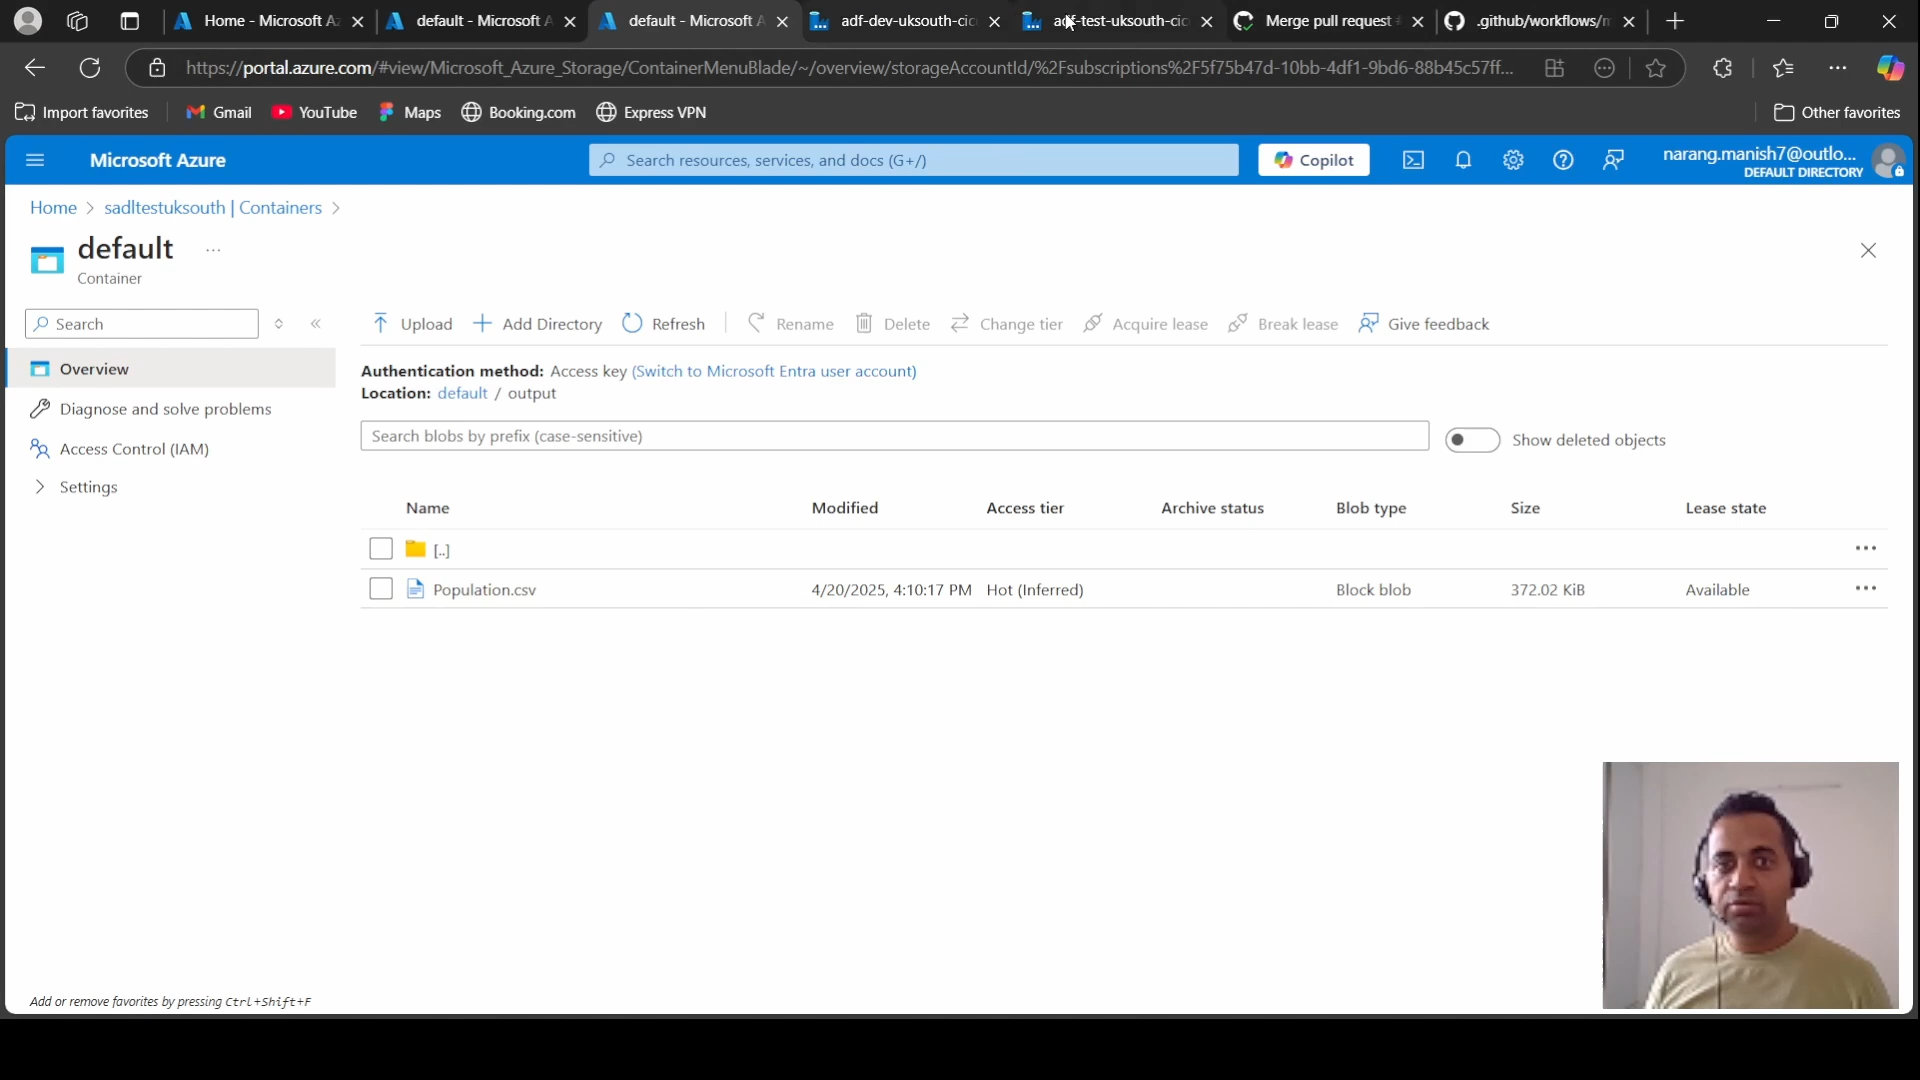 Home - Microsoft Az
default - Microsoft A
default - Microsoft A
adf-dev-uksouth-cic
adf-test-uksouth-cic
Merge pull request #
.github/workflows/m
https://portal.azure.com/#view/Microsoft_Azure_Storage/ContainerMenuBlade/~/overview/storageAccountId/%2Fsubscriptions%2F5f75b47d-10bb-4df1-9bd6-88b45c57ff...
Import favorites
Gmail
YouTube
Maps
Booking.com
Express VPN
Other favorites
Microsoft Azure
Search resources, services, and docs (G+/)
Copilot
narang.manish7@outlo...
DEFAULT DIRECTORY
Home > sadltestuksouth | Containers >
default ...
Container
Search
Upload
Add Directory
Refresh
Rename
Delete
Change tier
Acquire lease
Break lease
Give feedback
Overview
Diagnose and solve problems
Access Control (IAM)
Settings
Authentication method: Access key (Switch to Microsoft Entra user account)
Location: default / output
Search blobs by prefix (case-sensitive)
Show deleted objects
Name Modified Access tier Archive status Blob type Size Lease state
[..]
Population.csv 4/20/2025, 4:10:17 PM Hot (Inferred) Block blob 372.02 KiB Available
Add or remove favorites by pressing Ctrl+Shift+F